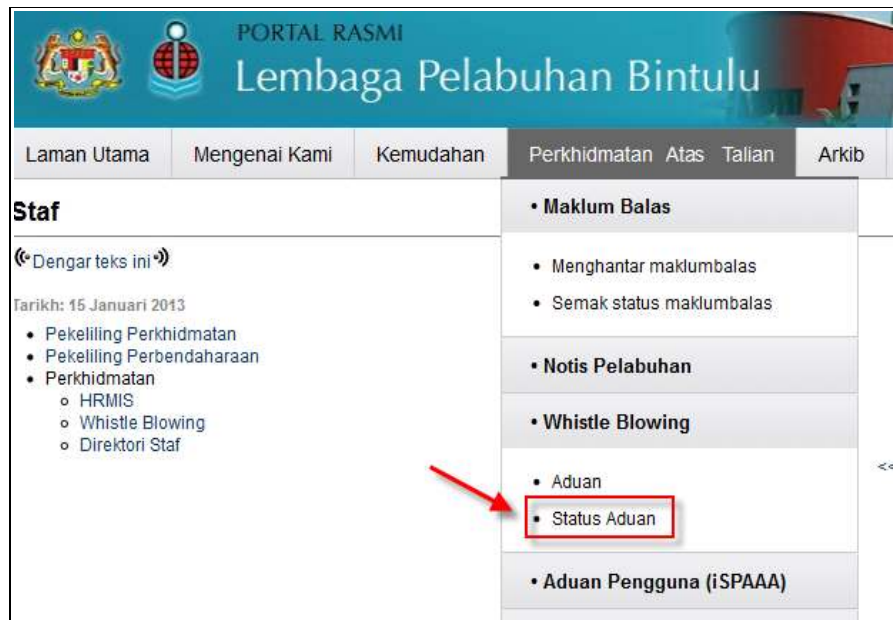 PORTAL RASMI
Lembaga Pelabuhan Bintulu
Laman Utama Mengenai Kami Kemudahan Perkhidmatan Atas Talian Arkib
Staf
Dengar teks ini
Tarikh: 15 Januari 2013
• Pekeliling Perkhidmatan
• Pekeliling Perbendaharaan
• Perkhidmatan
o HRMIS
o Whistle Blowing
o Direktori Staf
• Maklum Balas
• Menghantar maklumbalas
• Semak status maklumbalas
• Notis Pelabuhan
• Whistle Blowing
• Aduan
• Status Aduan
• Aduan Pengguna (iSPAAA)
<<